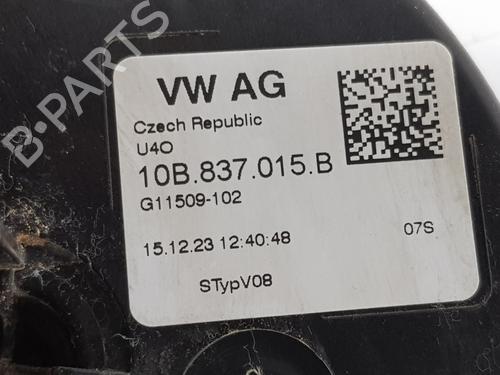 VW AG
Czech Republic
U4O
10B.837.015.B
G11509-102
15.12.23 12:40:48 07S
STypV08
B-PARTS